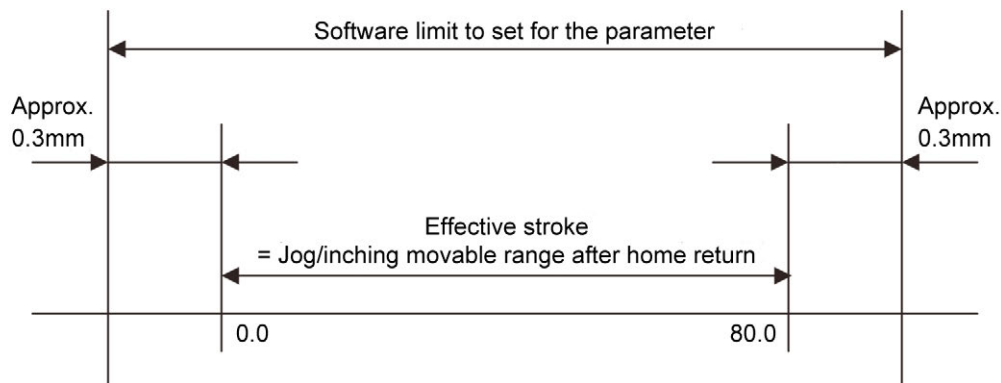 Software limit to set for the parameter
Approx.
0.3mm
Approx.
0.3mm
Effective stroke
= Jog/inching movable range after home return
0.0
80.0